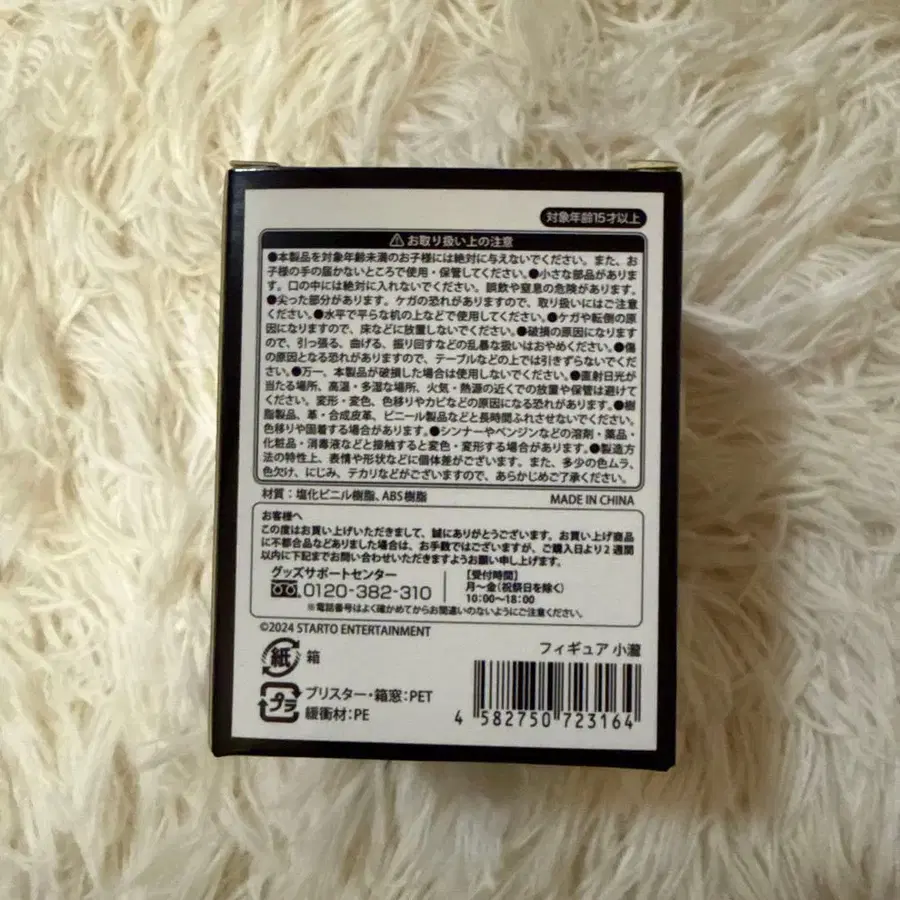 対象年齢15才以上
⚠お取り扱い上の注意
●本製品を対象年齢未満のお子様には絶対に与えないでください。また、お
子様の手の届かないところで使用・保管してください。●小さな部品がありま
す。口の中には絶対に入れないでください。誤飲や窒息の危険があります。
●尖った部分があります。ケガの恐れがありますので、取り扱いにはご注意
ください。●水平で平らな机の上などで使用してください。●ケガや転倒の原
因になりますので、床などに放置しないでください。●破損の原因になります
ので、引っ張る、曲げる、振り回すなどの乱暴な扱いはおやめください。●傷
の原因となる恐れがありますので、テーブルなどの上では引きずらないでくだ
さい。●万一、本製品が破損した場合は使用しないでください。●直射日光が
当たる場所、高温・多湿な場所、火気・熱源の近くでの放置や保管は避けて
ください。変形・変色、色移りやカビなどの原因になる恐れがあります。●樹
脂製品、革・合成皮革、ビニール製品などと長時間ふれさせないでください。
色移りや固着する場合があります。●シンナーやベンジンなどの溶剤・薬品・
化粧品・消毒液などと接触すると変色・変形する場合があります。●製造方
法の特性上、表情や形状などに個体差がございます。また、多少の色ムラ、
色欠け、にじみ、テカリなどがございますので、あらかじめご了承ください。
材質：塩化ビニル樹脂、ABS樹脂 MADE IN CHINA
お客様へ
この度はお買い上げいただきまして、誠にありがとうございます。お買い上げ商品
に不都合品などありました場合は、お手数ではございますが、ご購入日より2週間
以内に下記までお問い合わせいただきますようお願い申し上げます。
グッズサポートセンター
0120-382-310
【受付時間】
月〜金(祝祭日を除く)
10:00〜18:00
※電話番号はよく確かめてからお間違いのないようにご注意ください。
©2024 STARTO ENTERTAINMENT
フィギュア 小瀧
紙 箱
プラ ブリスター・箱窓：PET
緩衝材：PE
4 582750 723164